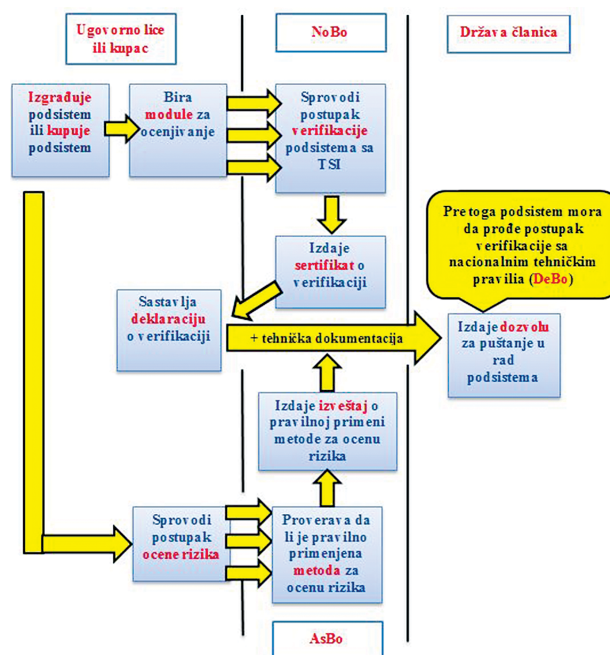 Ugovorno lice
ili kupac
NoBo
Država članica
Izgrađuje
podsistem
ili kupuje
podsistem
Bira
module za
ocenjivanje
Sprovodi
postupak
verifikacije
podsistema sa
TSI
Pre toga podsistem mora
da prođe postupak
verifikacije sa
nacionalnim tehničkim
pravilia (DeBo)
Izdaje
sertifikat o
verifikaciji
Sastavlja
deklaraciju
o verifikaciji
+ tehnička dokumentacija
Izdaje dozvolu
za puštanje u
rad
podsistema
Izdaje izveštaj o
pravilnoj primeni
metode za ocenu
rizika
Sprovodi
postupak
ocene rizika
Proverava da
li je pravilno
primenjena
metoda za
ocenu rizika
AsBo